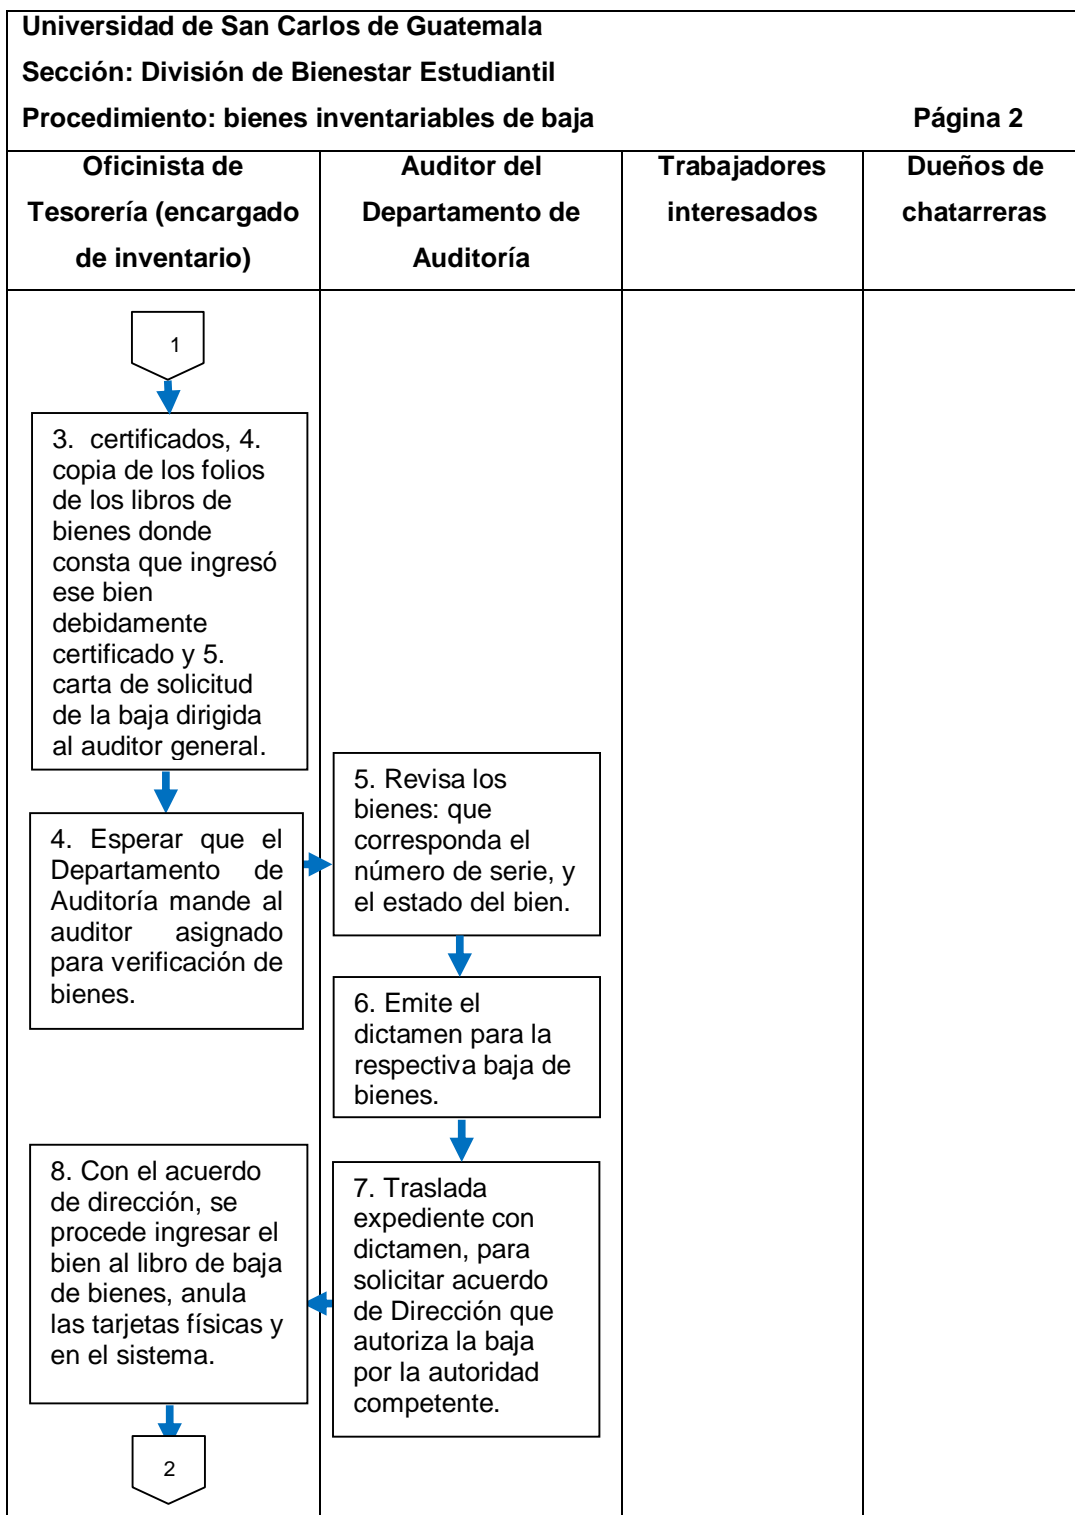 Universidad de San Carlos de Guatemala
Sección: División de Bienestar Estudiantil
Procedimiento: bienes inventariables de baja Página 2
Oficinista de
Tesorería (encargado
de inventario)
Auditor del
Departamento de
Auditoría
Trabajadores
interesados
Dueños de
chatarreras
1
3. certificados, 4.
copia de los folios
de los libros de
bienes donde
consta que ingresó
ese bien
debidamente
certificado y 5.
carta de solicitud
de la baja dirigida
al auditor general.
4. Esperar que el
Departamento de
Auditoría mande al
auditor asignado
para verificación de
bienes.
5. Revisa los
bienes: que
corresponda el
número de serie, y
el estado del bien.
6. Emite el
dictamen para la
respectiva baja de
bienes.
7. Traslada
expediente con
dictamen, para
solicitar acuerdo
de Dirección que
autoriza la baja
por la autoridad
competente.
8. Con el acuerdo
de dirección, se
procede ingresar el
bien al libro de baja
de bienes, anula
las tarjetas físicas y
en el sistema.
2